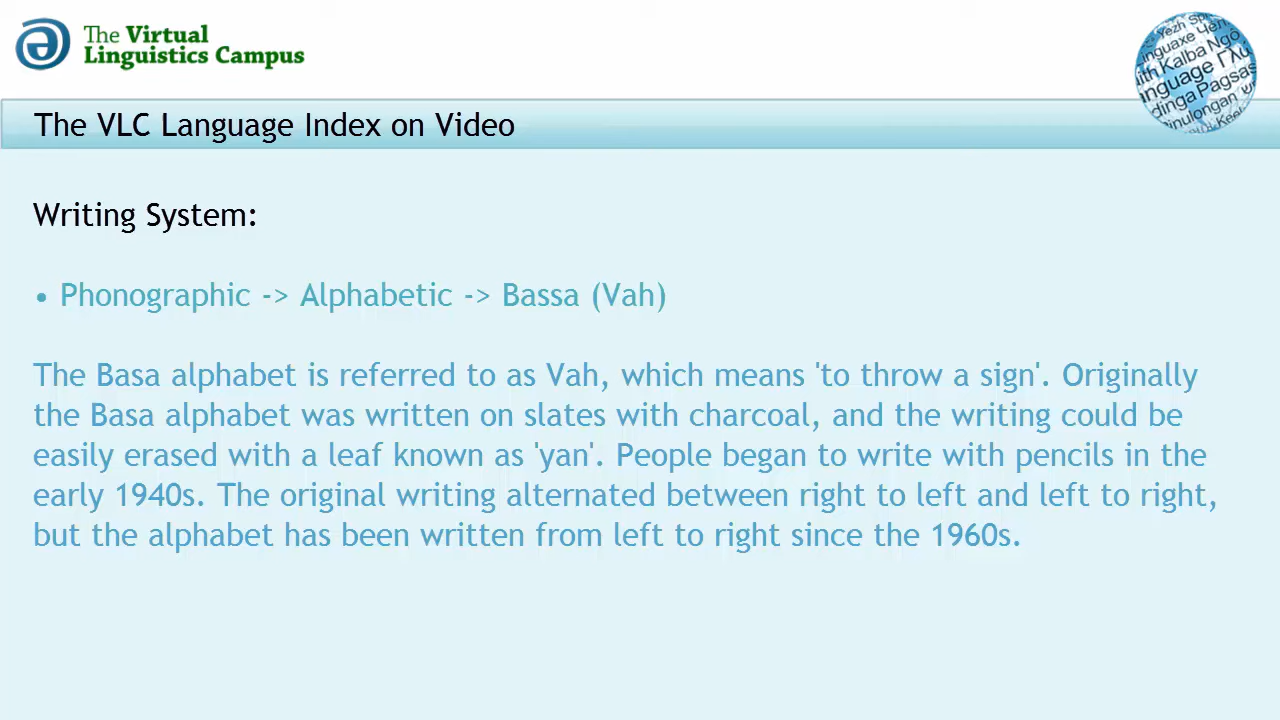 The Virtual
Linguistics Campus
The VLC Language Index on Video
Writing System:
• Phonographic -> Alphabetic -> Bassa (Vah)
The Basa alphabet is referred to as Vah, which means 'to throw a sign'. Originally
the Basa alphabet was written on slates with charcoal, and the writing could be
easily erased with a leaf known as 'yan'. People began to write with pencils in the
early 1940s. The original writing alternated between right to left and left to right,
but the alphabet has been written from left to right since the 1960s.